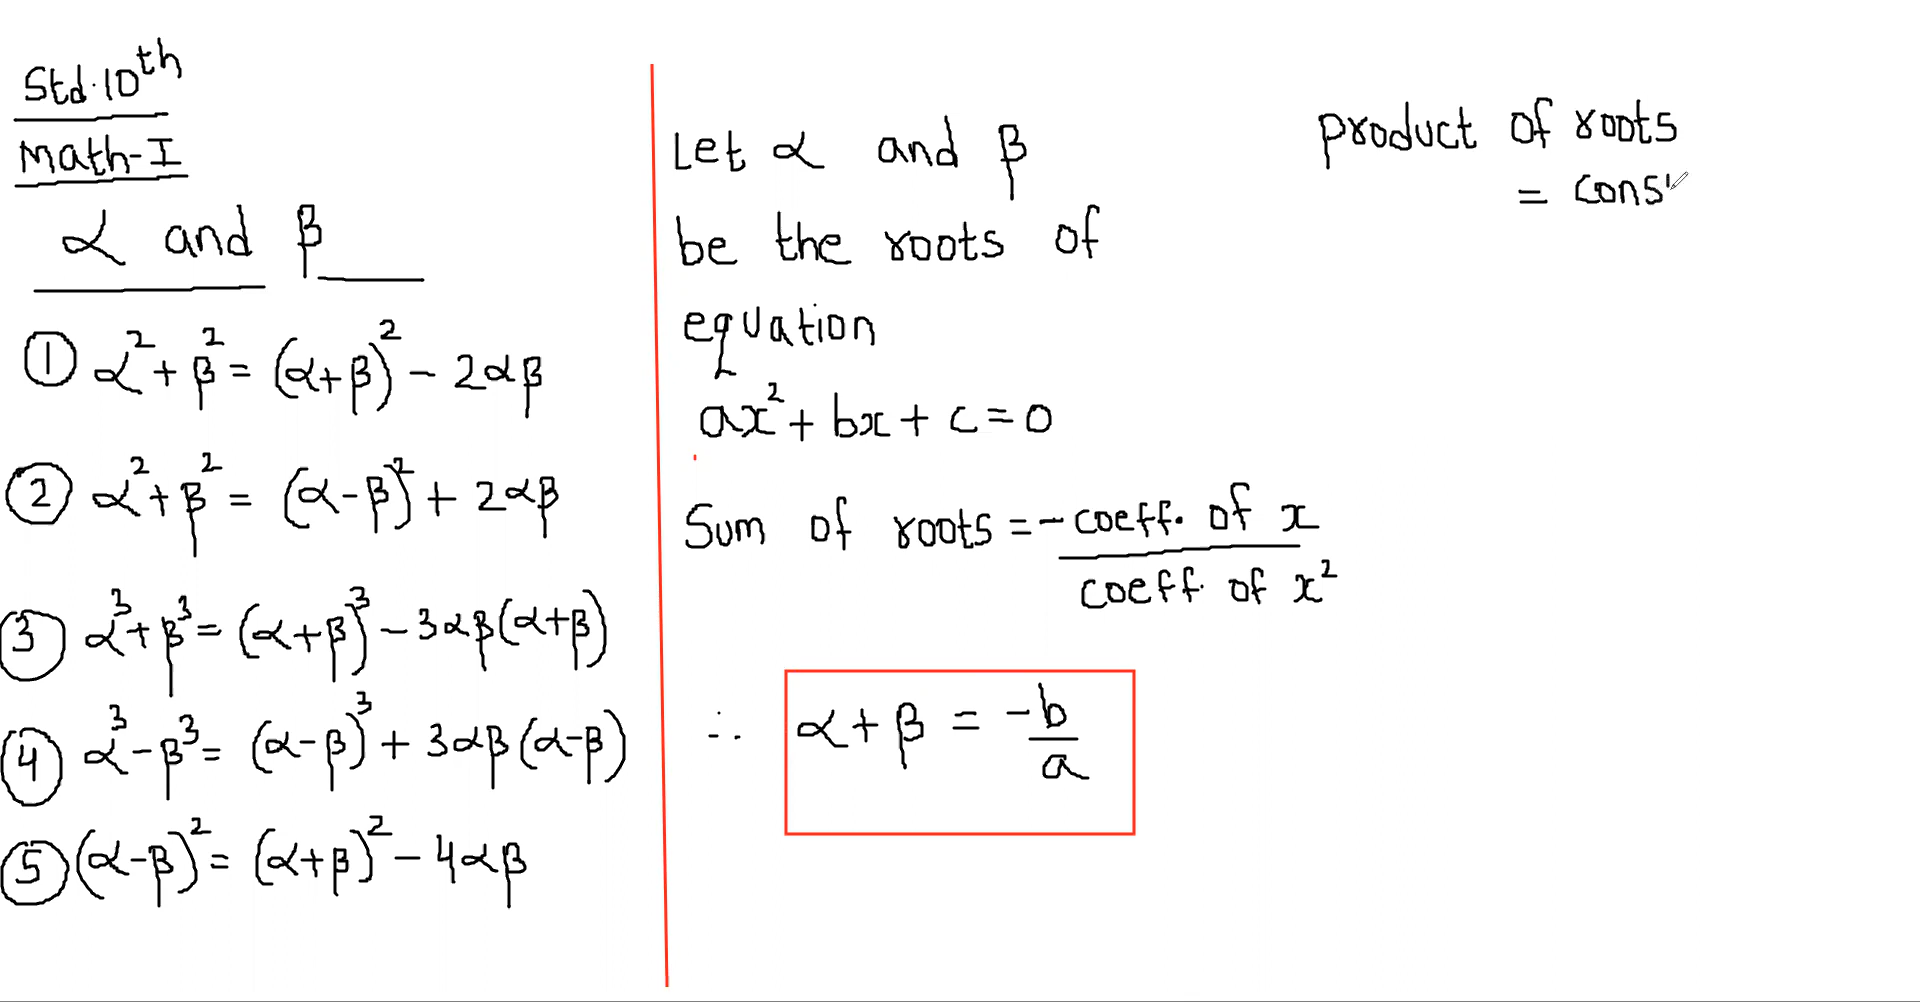 Std. 10th
Math-I
α and β
① α² + β² = (α+β)² - 2αβ
② α² + β² = (α-β)² + 2αβ
③ α³ + β³ = (α+β)³ - 3αβ(α+β)
④ α³ - β³ = (α-β)³ + 3αβ(α-β)
⑤ (α-β)² = (α+β)² - 4αβ
Let α and β
be the roots of
equation
ax² + bx + c = 0
Sum of roots = -coeff. of x
coeff. of x²
∴ α + β = -b
a
product of roots
= cons